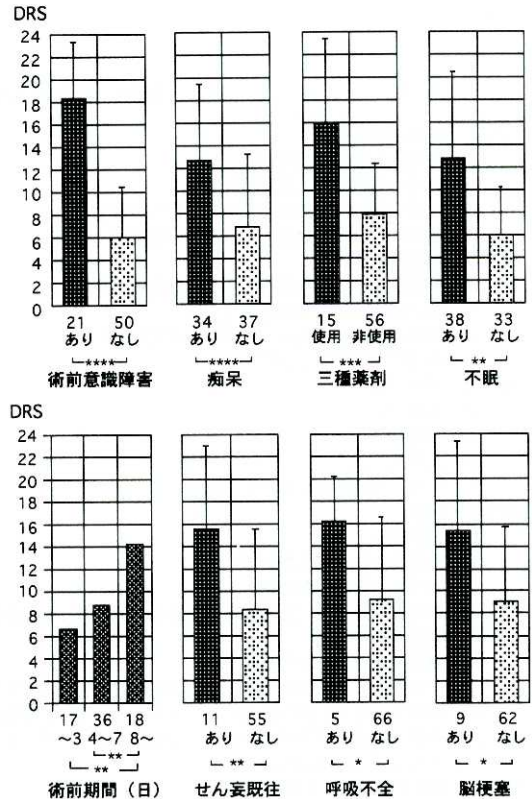 DRS
24
22
20
18
16
14
12
10
8
6
4
2
0
21 50 34 37 15 56 38 33
あり なし あり なし 使用 非使用 あり なし
**** **** *** **
術前意識障害 痴呆 三種薬剤 不眠
DRS
24
22
20
18
16
14
12
10
8
6
4
2
0
17 36 18 11 55 5 66 9 62
〜3 4〜7 8〜 あり なし あり なし あり なし
**
** ** * *
術前期間（日） せん妄既往 呼吸不全 脳梗塞